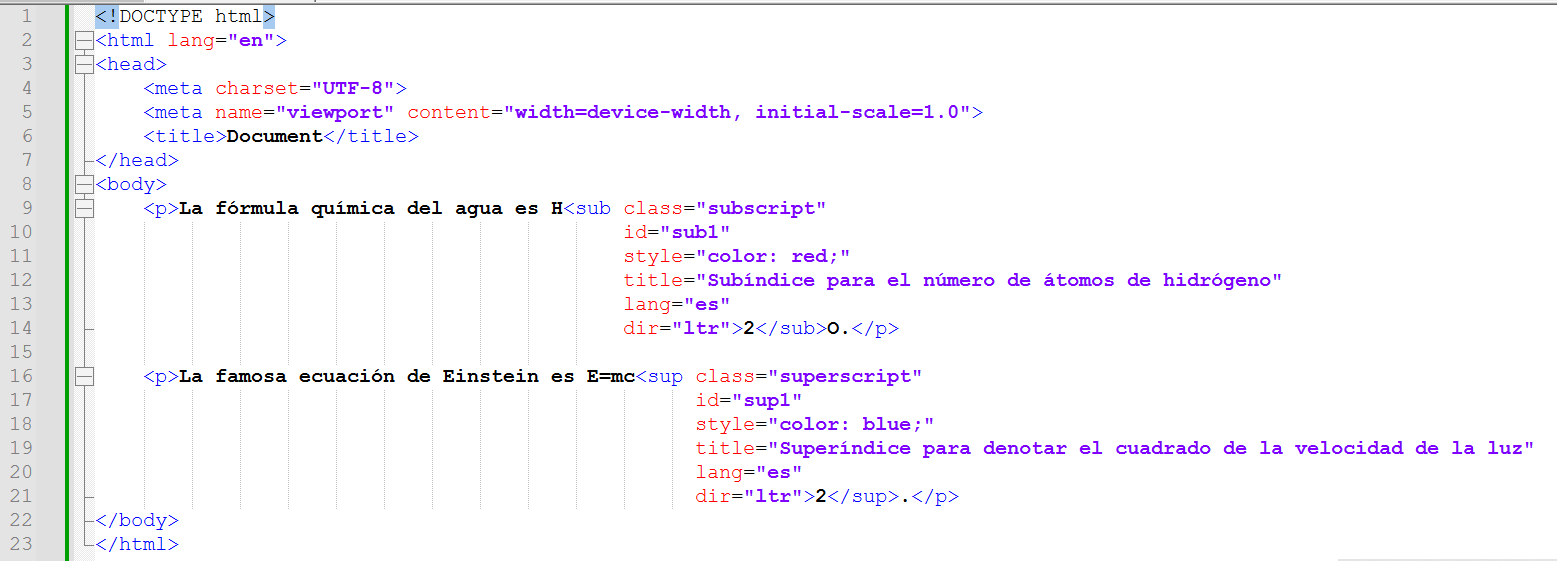 1 <!DOCTYPE html>
2 <html lang="en">
3 <head>
4 <meta charset="UTF-8">
5 <meta name="viewport" content="width=device-width, initial-scale=1.0">
6 <title>Document</title>
7 </head>
8 <body>
9 <p>La fórmula química del agua es H<sub class="subscript"
10 id="sub1"
11 style="color: red;"
12 title="Subíndice para el número de átomos de hidrógeno"
13 lang="es"
14 dir="ltr">2</sub>O.</p>
15
16 <p>La famosa ecuación de Einstein es E=mc<sup class="superscript"
17 id="sup1"
18 style="color: blue;"
19 title="Superíndice para denotar el cuadrado de la velocidad de la luz"
20 lang="es"
21 dir="ltr">2</sup>.</p>
22 </body>
23 </html>